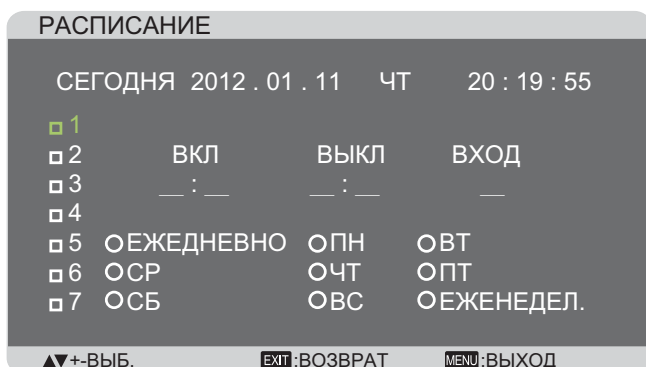 РАСПИСАНИЕ
СЕГОДНЯ 2012 . 01 . 11 ЧТ 20 : 19 : 55
1
2 ВКЛ ВЫКЛ ВХОД
3 __ : __ __ : __ __
4
5 ЕЖЕДНЕВНО ПН ВТ
6 СР ЧТ ПТ
7 СБ ВС ЕЖЕНЕДЕЛ.
▲▼+-ВЫБ. EXIT:ВОЗВРАТ MENU:ВЫХОД